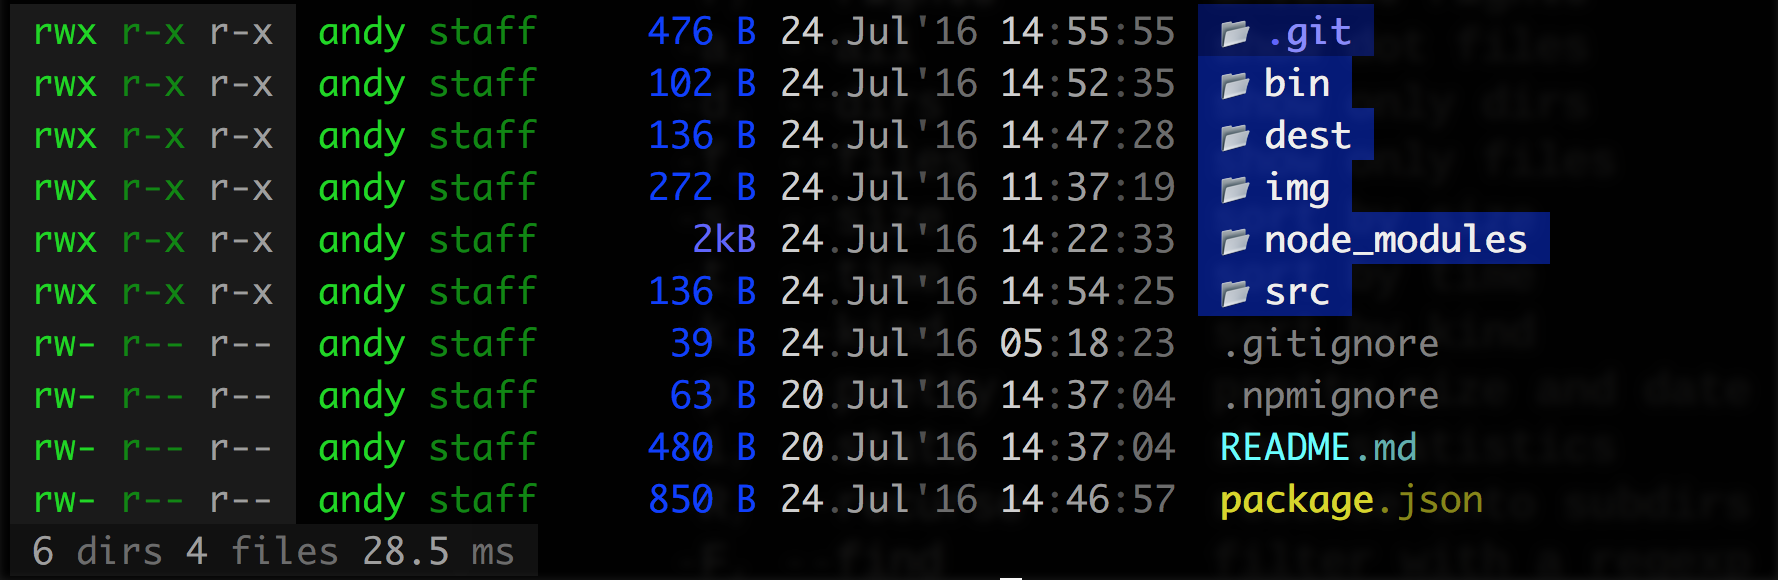 rwx r-x r-x andy staff 476 B 24.Jul'16 14:55:55 .git
rwx r-x r-x andy staff 102 B 24.Jul'16 14:52:35 bin
rwx r-x r-x andy staff 136 B 24.Jul'16 14:47:28 dest
rwx r-x r-x andy staff 272 B 24.Jul'16 11:37:19 img
rwx r-x r-x andy staff 2kB 24.Jul'16 14:22:33 node_modules
rwx r-x r-x andy staff 136 B 24.Jul'16 14:54:25 src
rw- r-- r-- andy staff 39 B 24.Jul'16 05:18:23 .gitignore
rw- r-- r-- andy staff 63 B 20.Jul'16 14:37:04 .npmignore
rw- r-- r-- andy staff 480 B 20.Jul'16 14:37:04 README.md
rw- r-- r-- andy staff 850 B 24.Jul'16 14:46:57 package.json
6 dirs 4 files 28.5 ms